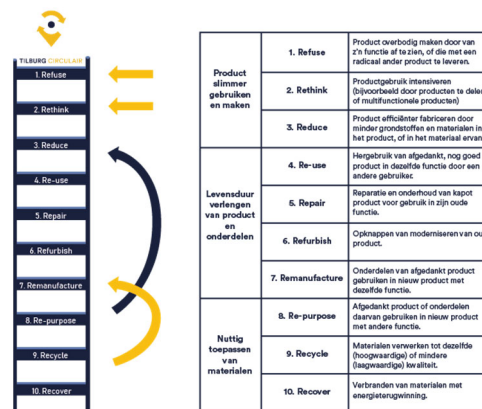 TILBURG CIRCULAIR
1. Refuse
2. Rethink
3. Reduce
4. Re-use
5. Repair
6. Refurbish
7. Remanufacture
8. Re-purpose
9. Recycle
10. Recover
Product
slimmer
gebruiken
en maken
1. Refuse
Product overbodig maken door van
z'n functie af te zien, of die met een
radicaal ander product te leveren.
2. Rethink
Productgebruik intensiveren
(bijvoorbeeld door producten te delen
of multifunctionele producten)
3. Reduce
Product efficiënter fabriceren door
minder grondstoffen en materialen in
het product, of in het materiaal ervan
Levensduur
verlengen
van product
en
onderdelen
4. Re-use
Hergebruik van afgedankt, nog goed
product in dezelfde functie door een
andere gebruiker.
5. Repair
Reparatie en onderhoud van kapot
product voor gebruik in zijn oude
functie.
6. Refurbish
Opknappen van moderniseren van ou
product.
7. Remanufacture
Onderdelen van afgedankt product
gebruiken in nieuw product met
dezelfde functie.
Nuttig
toepassen
van
materialen
8. Re-purpose
Afgedankt product of onderdelen
daarvan gebruiken in nieuw product
met andere functie.
9. Recycle
Materialen verwerken tot dezelfde
(hoogwaardige) of mindere
(laagwaardige) kwaliteit.
10. Recover
Verbranden van materialen met
energieterugwinning.